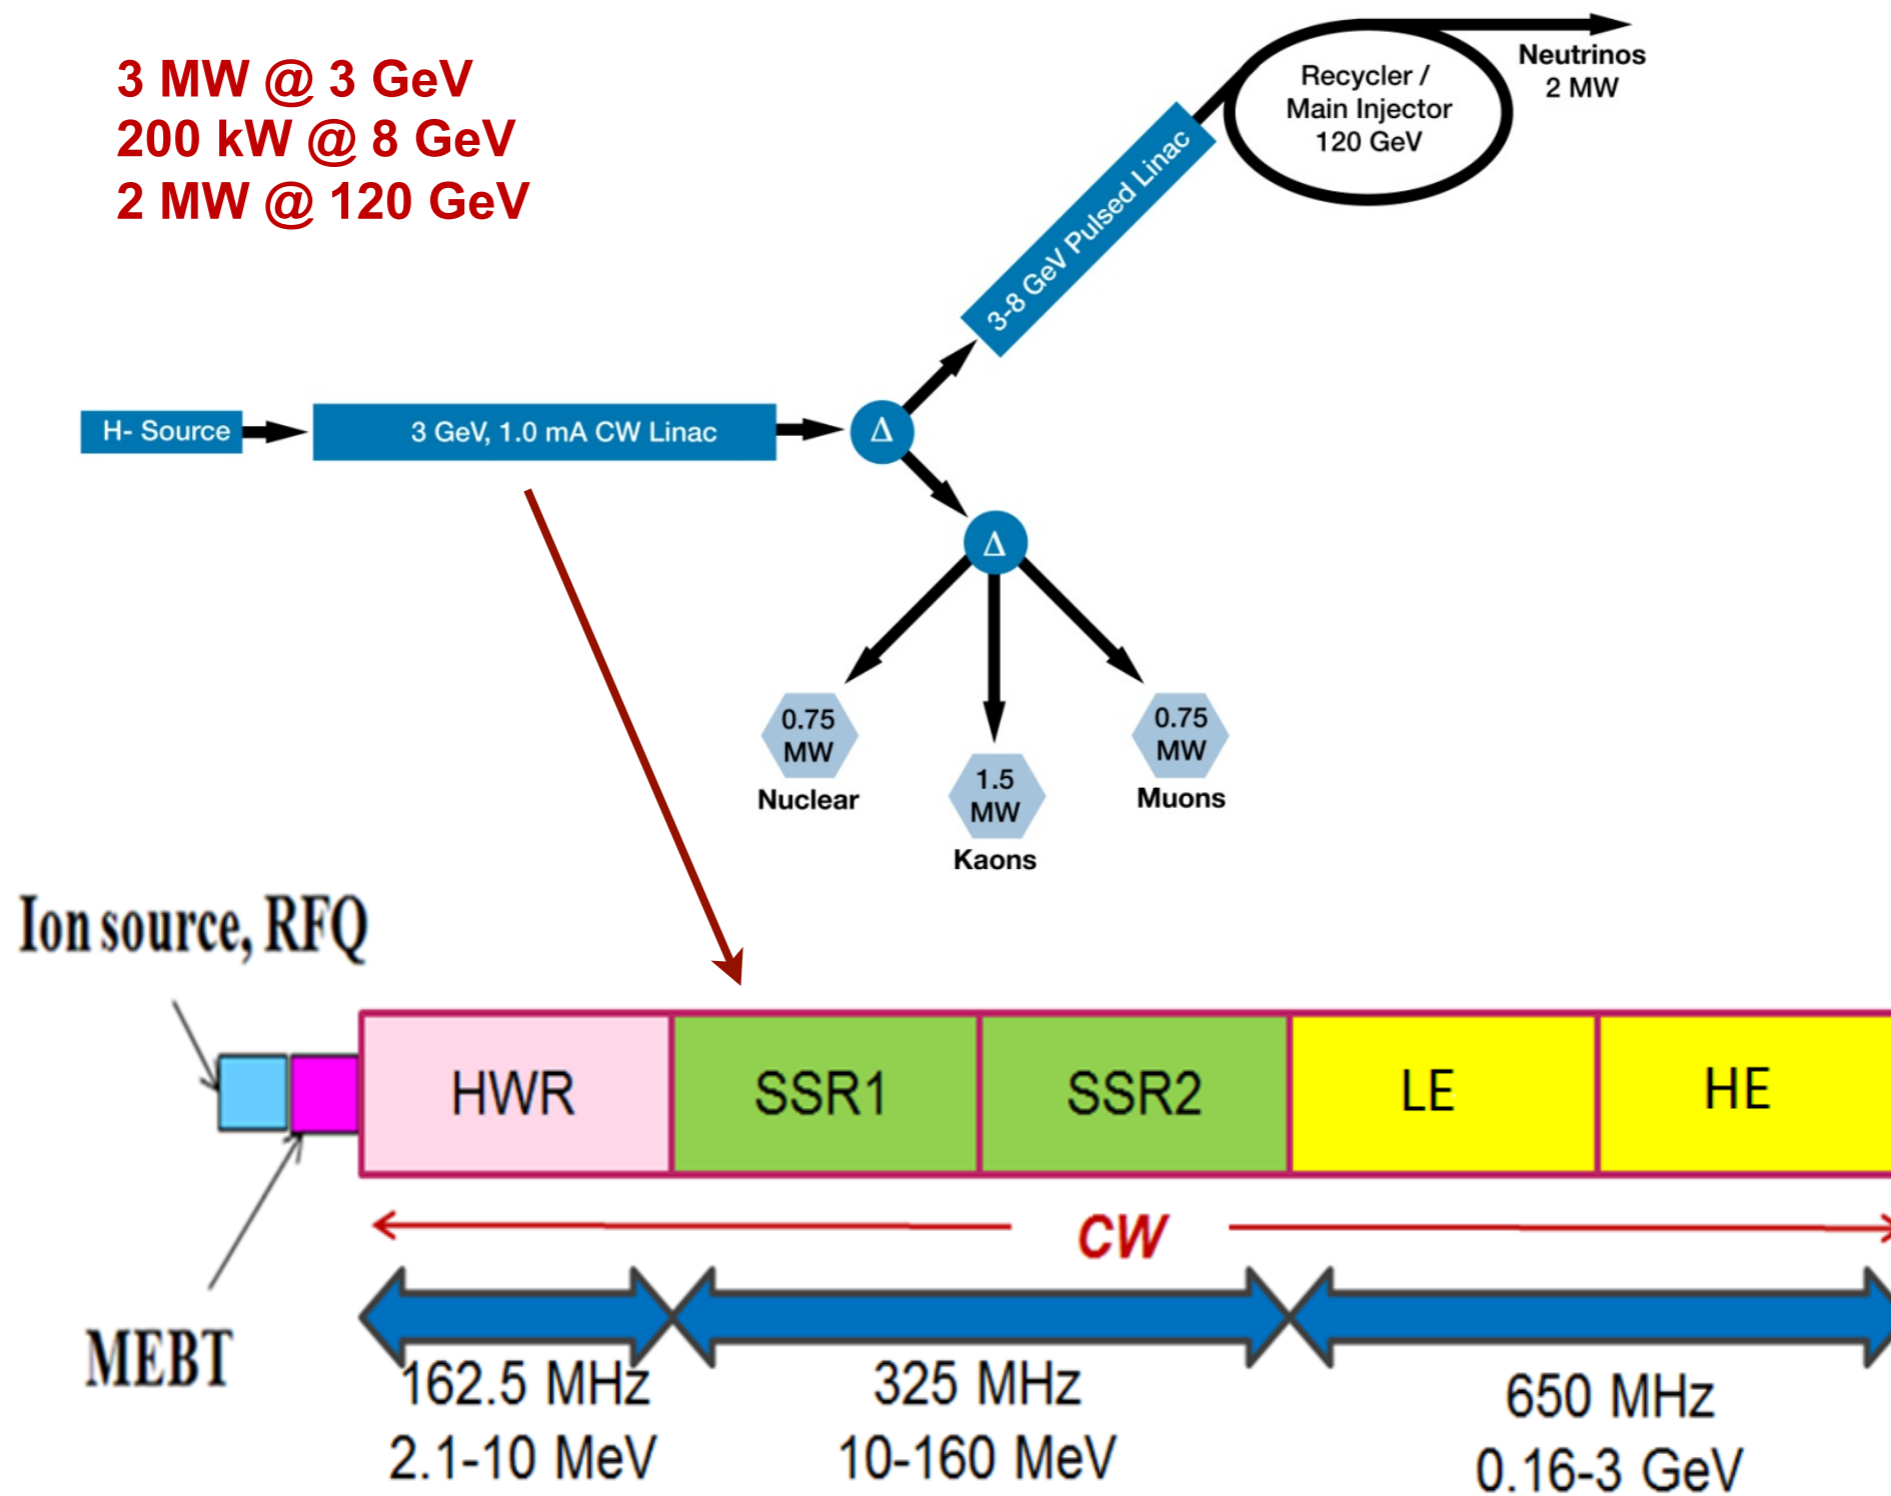 3 MW @ 3 GeV
200 kW @ 8 GeV
2 MW @ 120 GeV
Recycler /
Main Injector
120 GeV
Neutrinos
2 MW
3-8 GeV Pulsed Linac
H- Source
3 GeV, 1.0 mA CW Linac
Δ
Δ
0.75
MW
Nuclear
1.5
MW
Kaons
0.75
MW
Muons
Ion source, RFQ
HWR
SSR1
SSR2
LE
HE
CW
MEBT
162.5 MHz
2.1-10 MeV
325 MHz
10-160 MeV
650 MHz
0.16-3 GeV